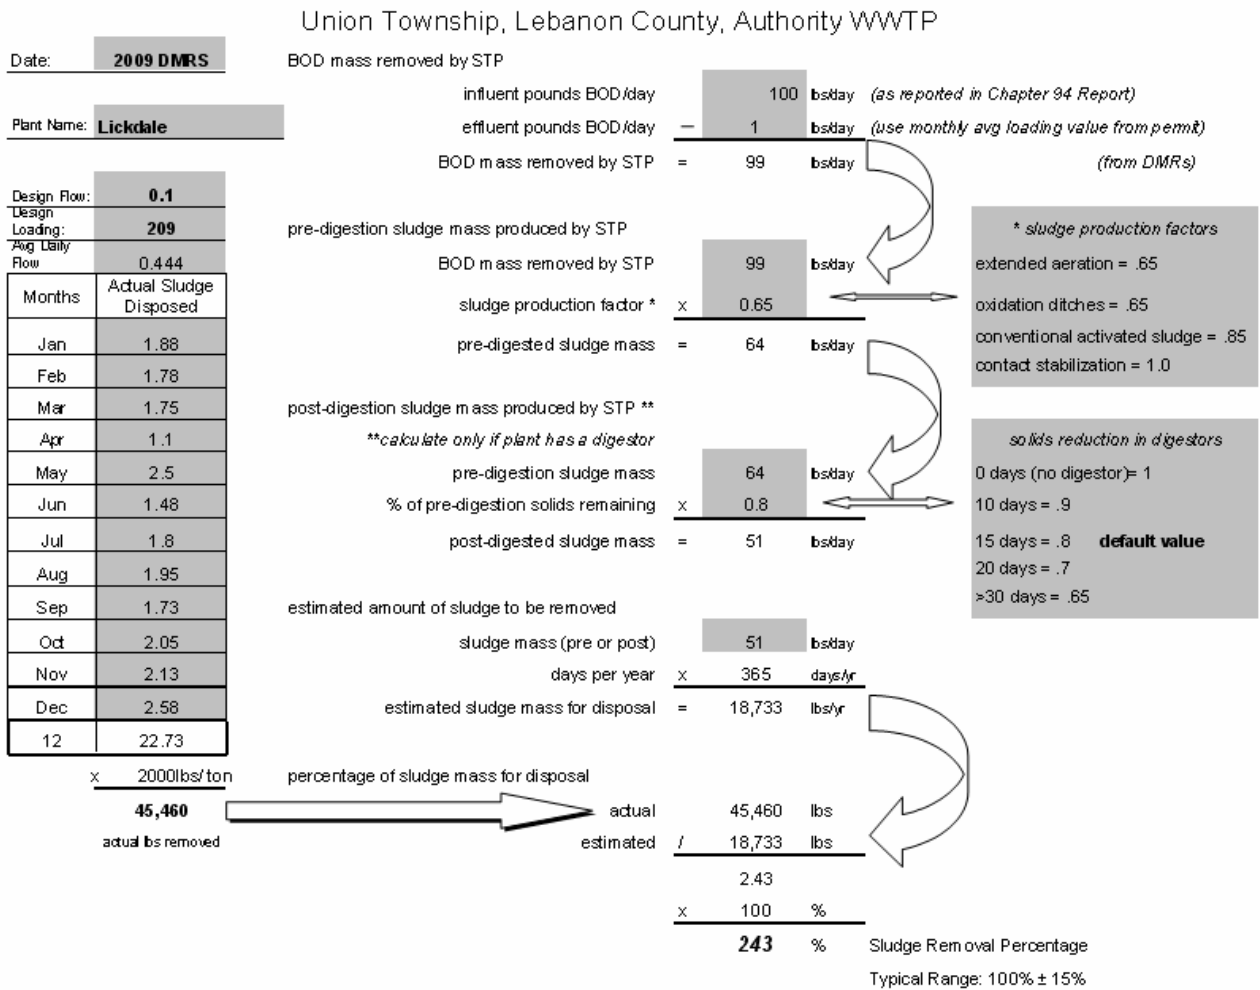 Union Township, Lebanon County, Authority WWTP
Date: 2009 DMRS
BOD mass removed by STP
influent pounds BOD/day 100 lbs/day (as reported in Chapter 94 Report)
Plant Name: Lickdale
effluent pounds BOD/day — 1 lbs/day (use monthly avg loading value from permit)
BOD mass removed by STP = 99 lbs/day (from DMRs)
Design Flow: 0.1
Design Loading: 209
Avg Daily Flow 0.444
pre-digestion sludge mass produced by STP
BOD mass removed by STP 99 lbs/day
sludge production factor * x 0.65
pre-digested sludge mass = 64 lbs/day
* sludge production factors
extended aeration = .65
oxidation ditches = .65
conventional activated sludge = .85
contact stabilization = 1.0
Months Actual Sludge Disposed
Jan 1.88
Feb 1.78
Mar 1.75
Apr 1.1
May 2.5
Jun 1.48
Jul 1.8
Aug 1.95
Sep 1.73
Oct 2.05
Nov 2.13
Dec 2.58
12 22.73
x 2000lbs/ton
45,460
actual lbs removed
post-digestion sludge mass produced by STP **
**calculate only if plant has a digestor
pre-digestion sludge mass 64 lbs/day
% of pre-digestion solids remaining x 0.8
post-digested sludge mass = 51 lbs/day
solids reduction in digestors
0 days (no digestor)= 1
10 days = .9
15 days = .8 default value
20 days = .7
>30 days = .65
estimated amount of sludge to be removed
sludge mass (pre or post) 51 lbs/day
days per year x 365 days/yr
estimated sludge mass for disposal = 18,733 lbs/yr
percentage of sludge mass for disposal
actual 45,460 lbs
estimated / 18,733 lbs
2.43
x 100 %
243 % Sludge Removal Percentage
Typical Range: 100% ± 15%